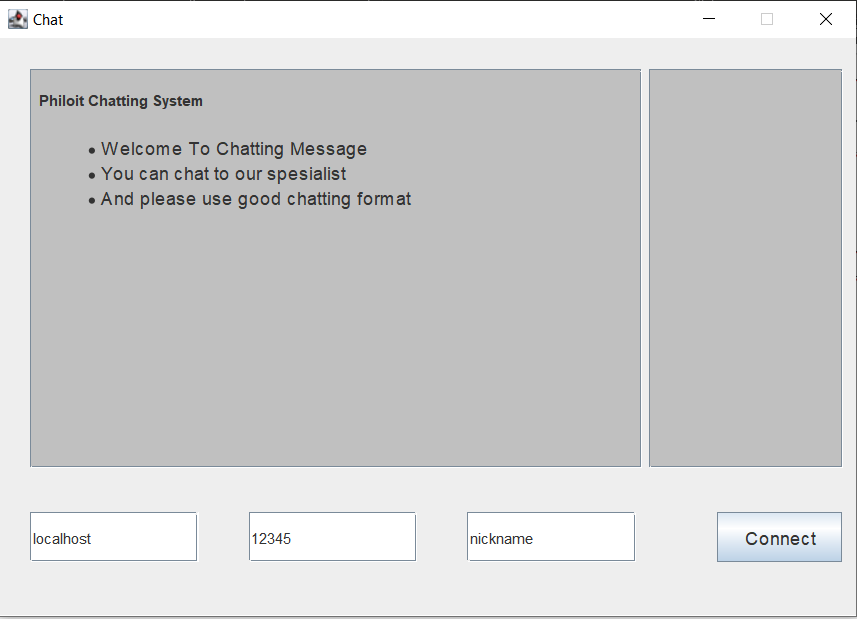 Chat
Philoit Chatting System
• Welcome To Chatting Message
• You can chat to our spesialist
• And please use good chatting format
localhost
12345
nickname
Connect